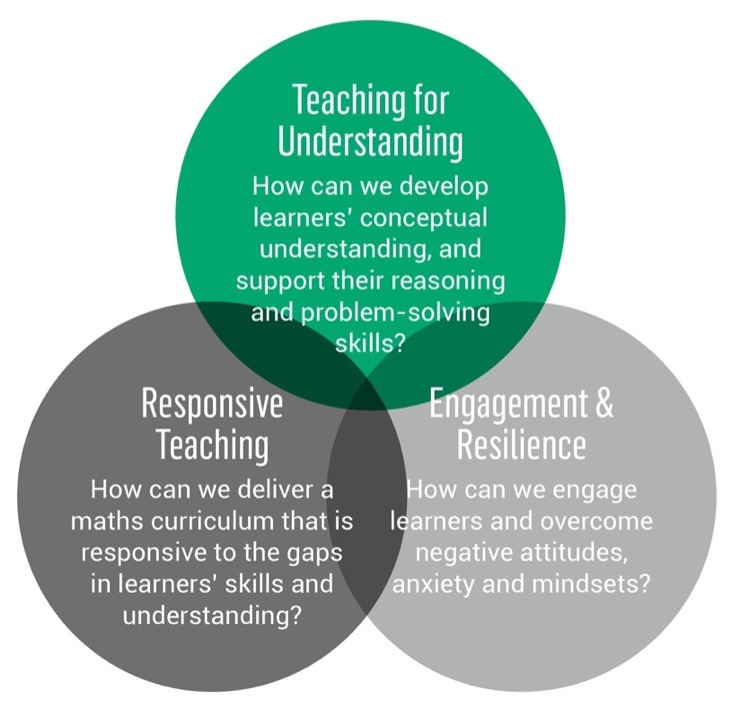 Teaching for
Understanding
How can we develop
learners' conceptual
understanding, and
support their reasoning
and problem-solving
skills?
Responsive
Teaching
How can we deliver a
maths curriculum that is
responsive to the gaps
in learners' skills and
understanding?
Engagement &
Resilience
How can we engage
learners and overcome
negative attitudes,
anxiety and mindsets?